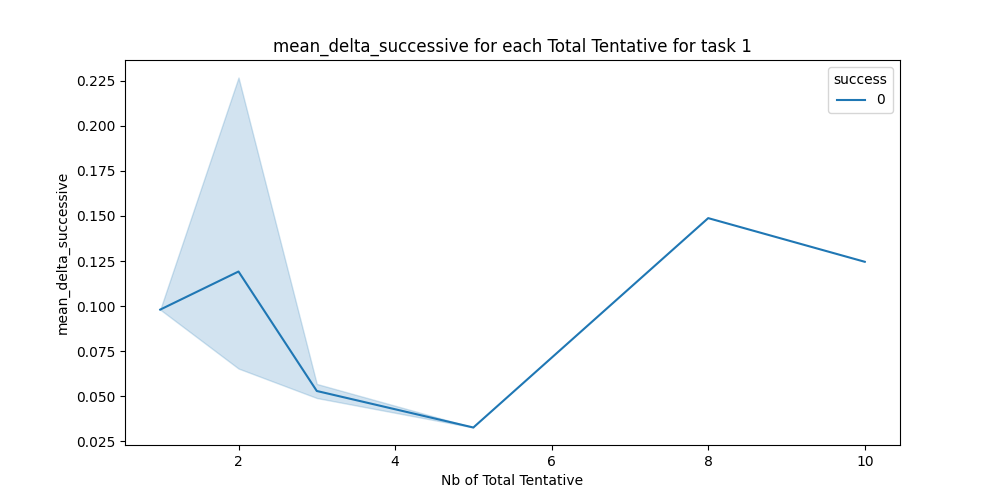 mean_delta_successive for each Total Tentative for task 1
success
0
0.225
0.200
0.175
0.150
0.125
0.100
0.075
0.050
0.025
mean_delta_successive
2 4 6 8 10
Nb of Total Tentative